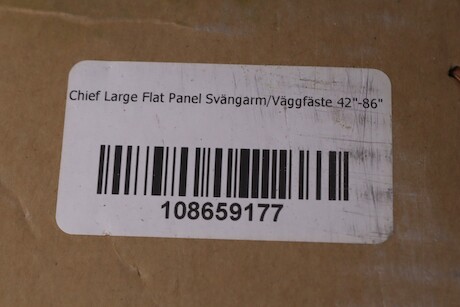 Chief Large Flat Panel Svängarm/Väggfäste 42"-86"
108659177